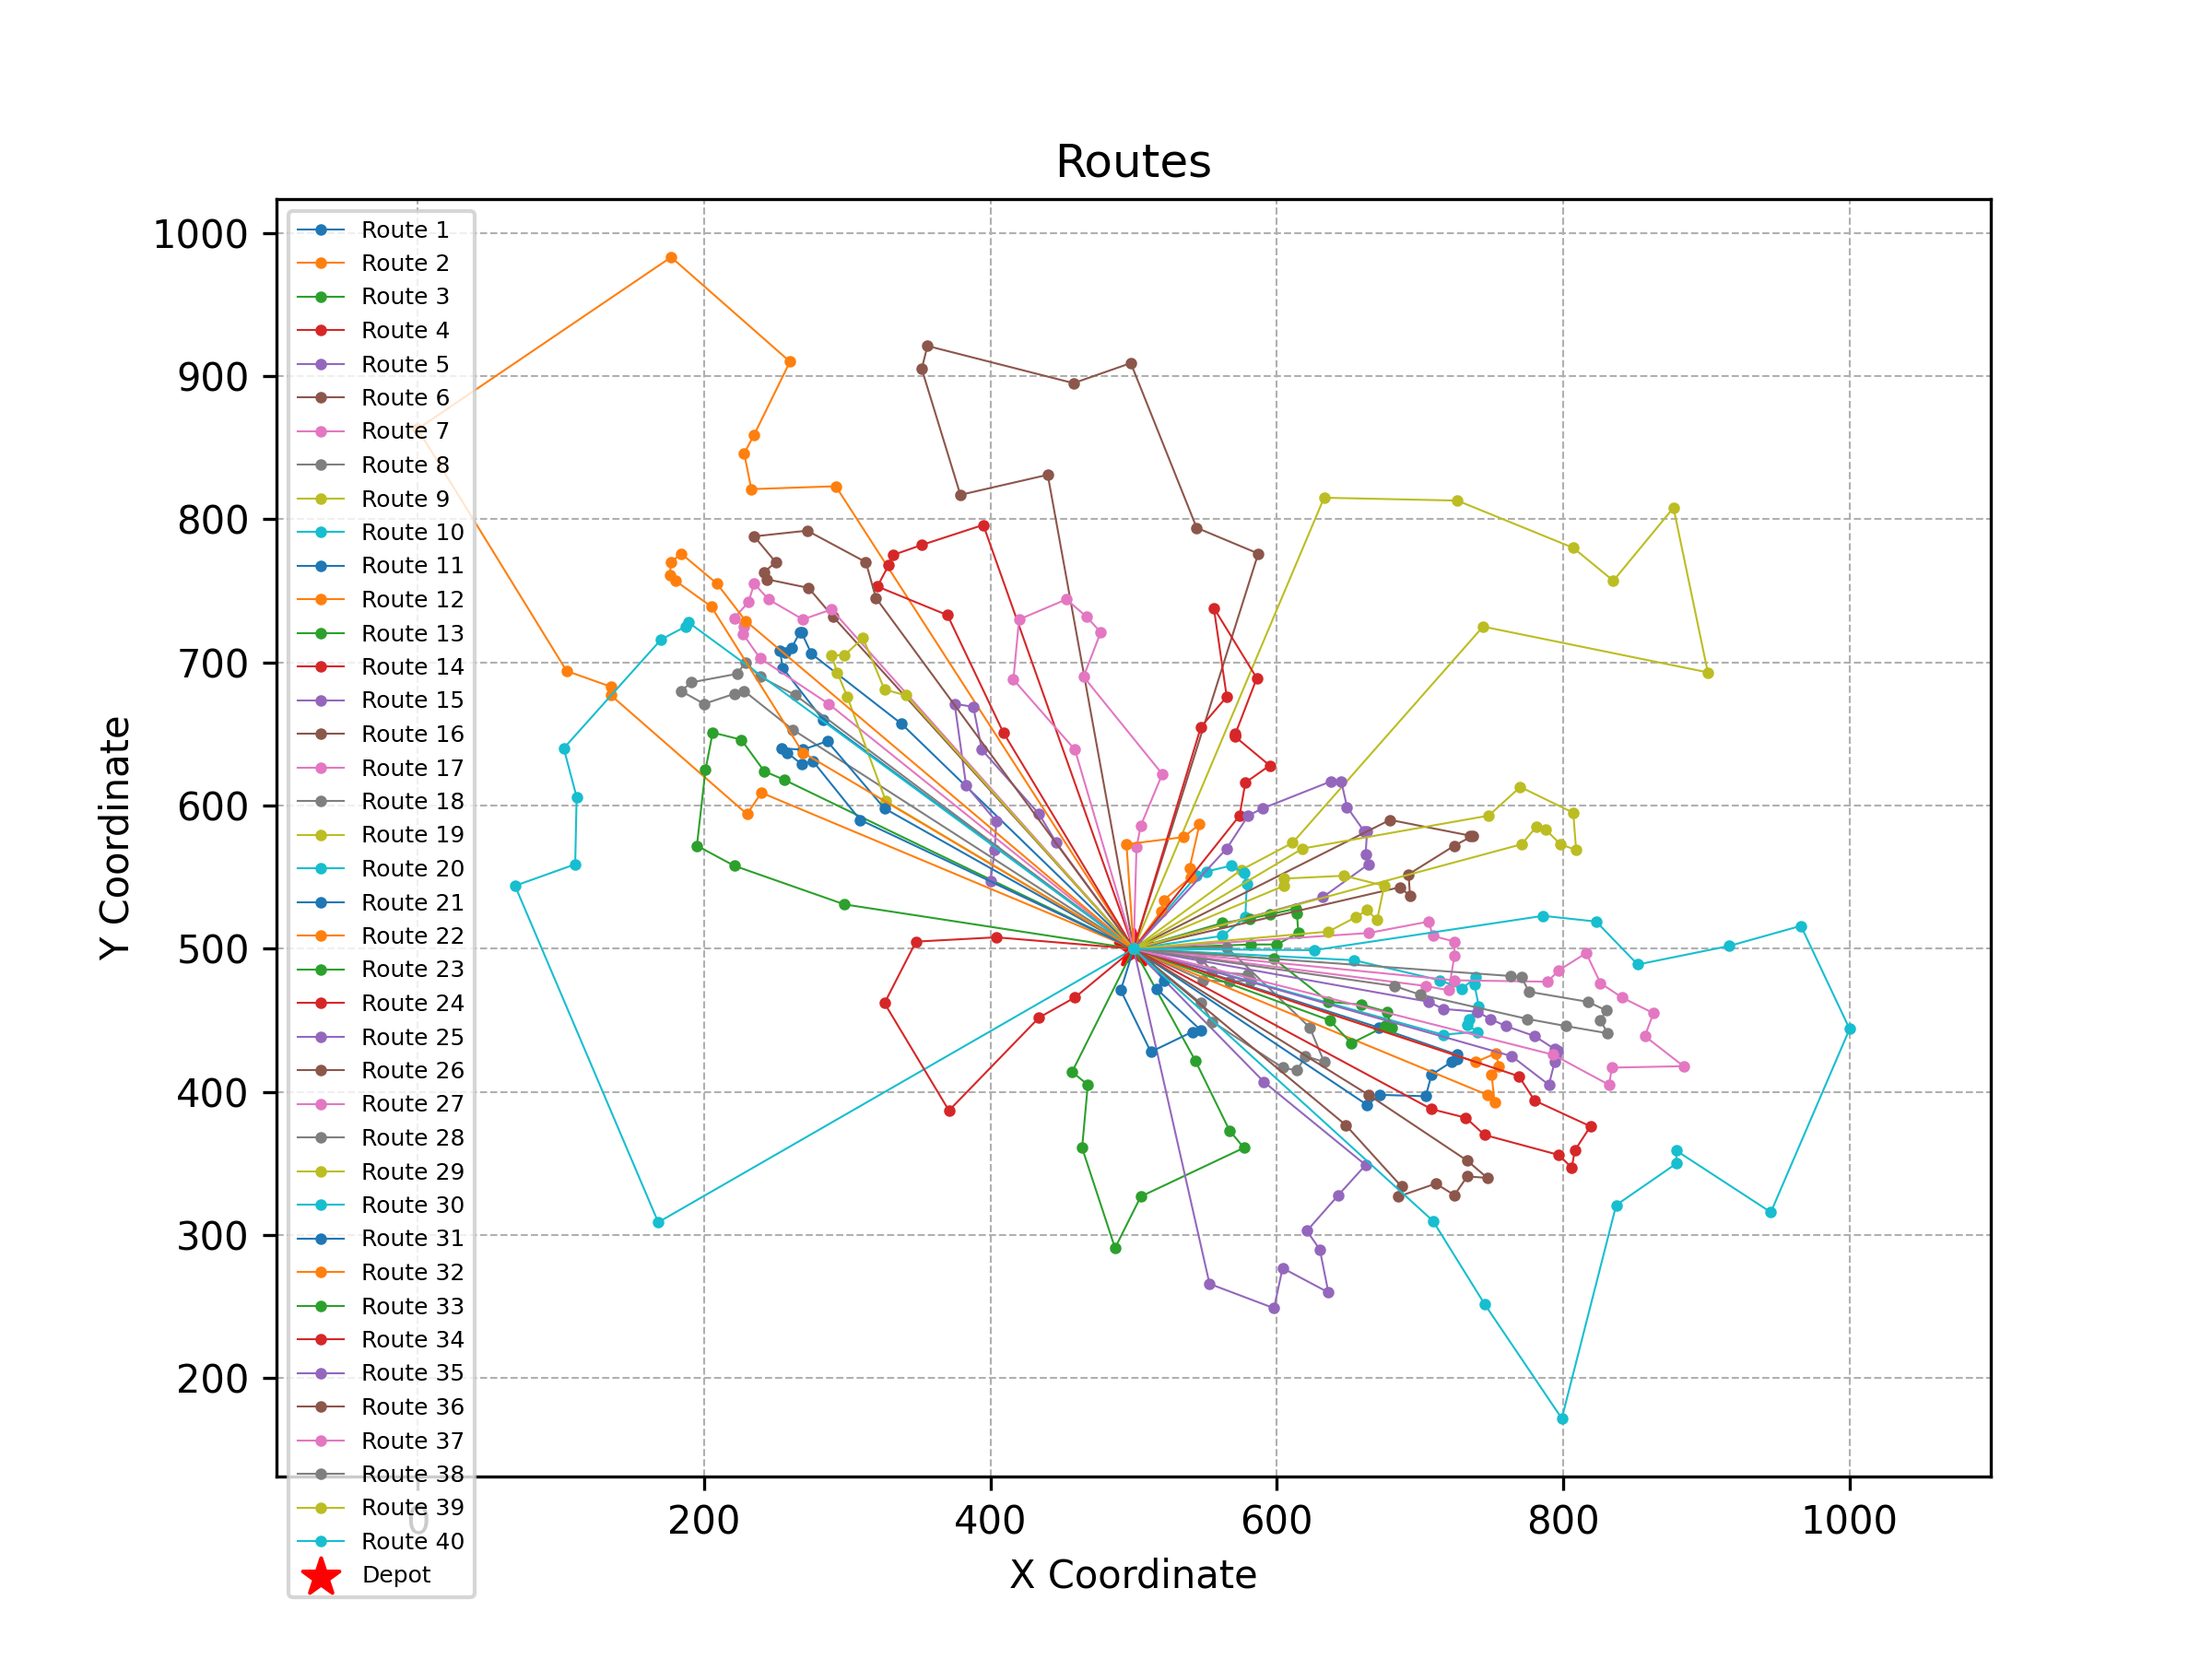 Routes
Y Coordinate
1000
900
800
700
600
500
400
300
200
0
200
400
600
800
1000
X Coordinate
Route 1
Route 2
Route 3
Route 4
Route 5
Route 6
Route 7
Route 8
Route 9
Route 10
Route 11
Route 12
Route 13
Route 14
Route 15
Route 16
Route 17
Route 18
Route 19
Route 20
Route 21
Route 22
Route 23
Route 24
Route 25
Route 26
Route 27
Route 28
Route 29
Route 30
Route 31
Route 32
Route 33
Route 34
Route 35
Route 36
Route 37
Route 38
Route 39
Route 40
Depot